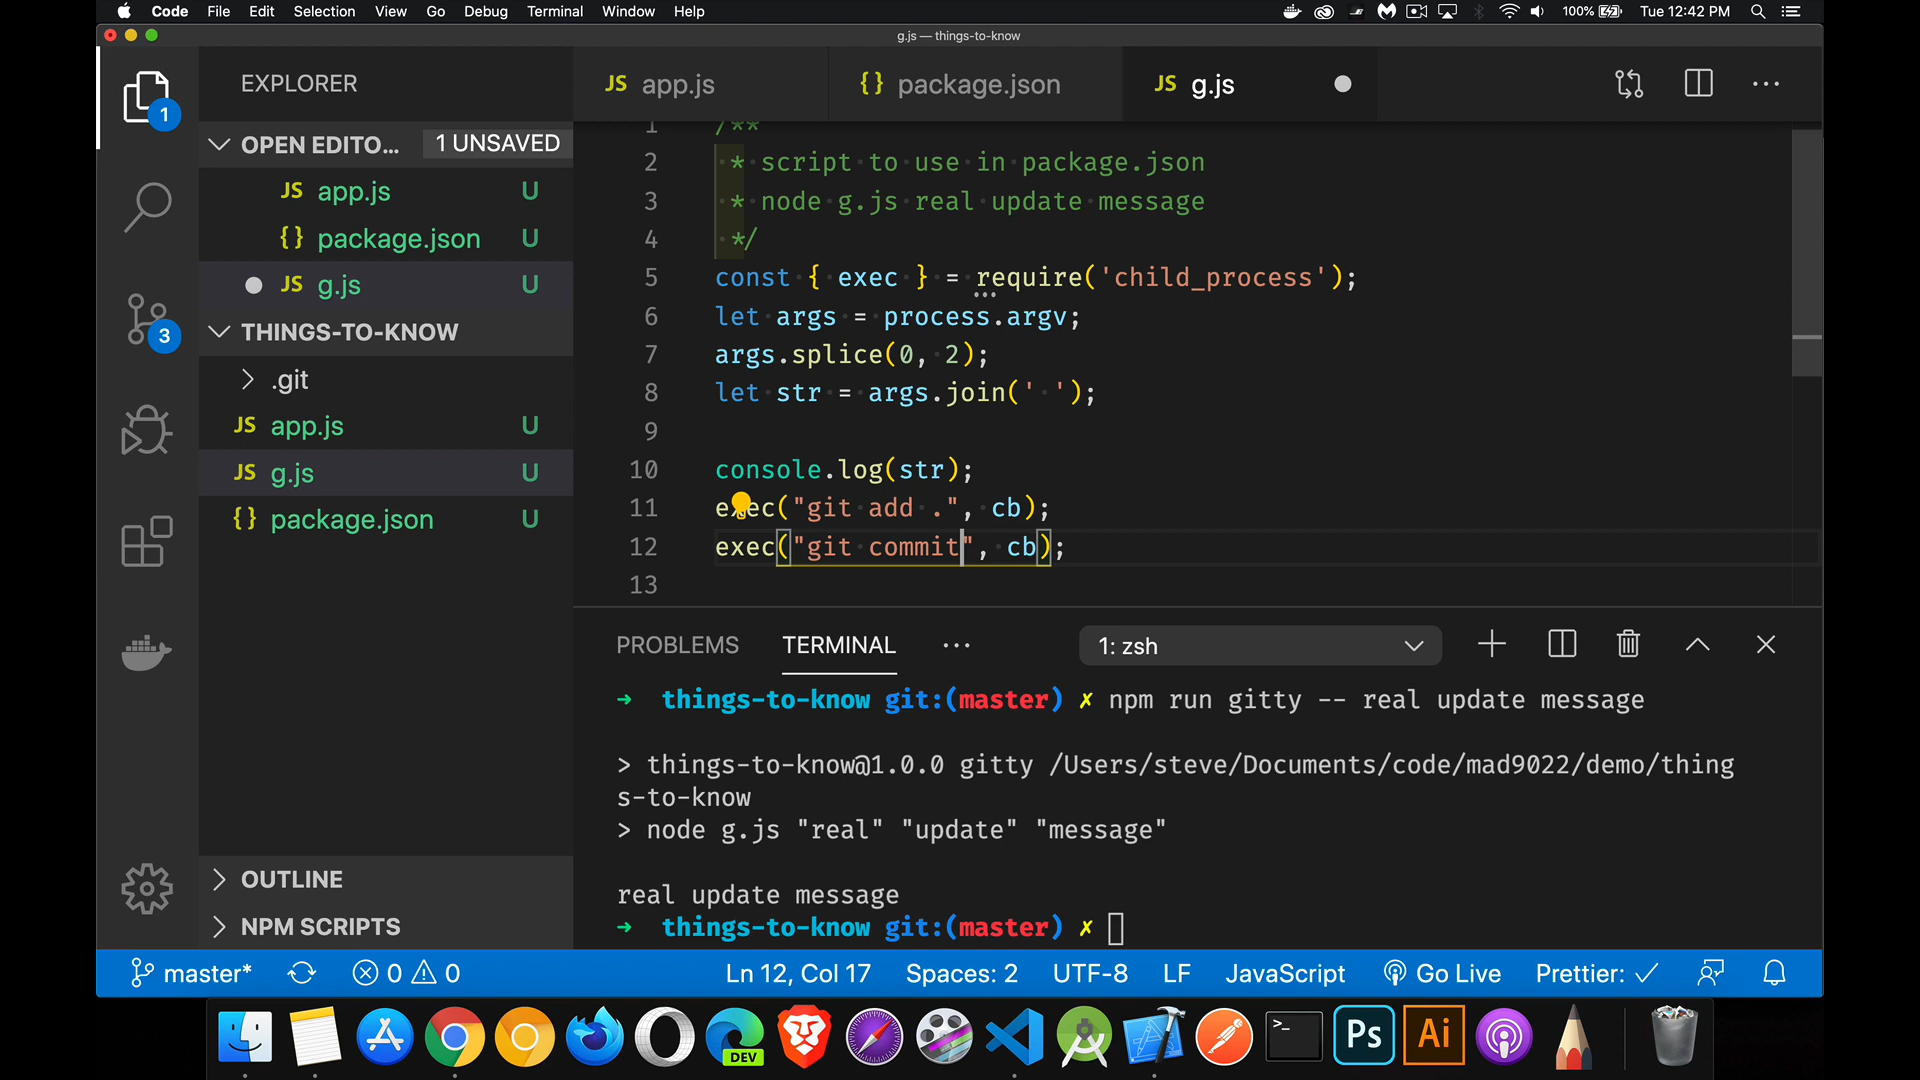 Code File Edit Selection View Go Debug Terminal Window Help 100% Tue 12:42 PM
g.js — things-to-know
EXPLORER
OPEN EDITO... 1 UNSAVED
JS app.js U
{} package.json U
JS g.js U
THINGS-TO-KNOW
.git
JS app.js U
JS g.js U
{} package.json U
OUTLINE
NPM SCRIPTS
1
3
JS app.js {} package.json JS g.js
1 /**
2 * script to use in package.json
3 * node g.js real update message
4 */
5 const { exec } = require('child_process');
6 let args = process.argv;
7 args.splice(0, 2);
8 let str = args.join(' ');
9
10 console.log(str);
11 exec("git add .", cb);
12 exec("git commit", cb);
13
PROBLEMS TERMINAL ... 1: zsh
➜ things-to-know git:(master) ✗ npm run gitty -- real update message
> things-to-know@1.0.0 gitty /Users/steve/Documents/code/mad9022/demo/thing
s-to-know
> node g.js "real" "update" "message"
real update message
➜ things-to-know git:(master) ✗
master* 0 0 Ln 12, Col 17 Spaces: 2 UTF-8 LF JavaScript Go Live Prettier: ✓
DEV >_ Ps Ai